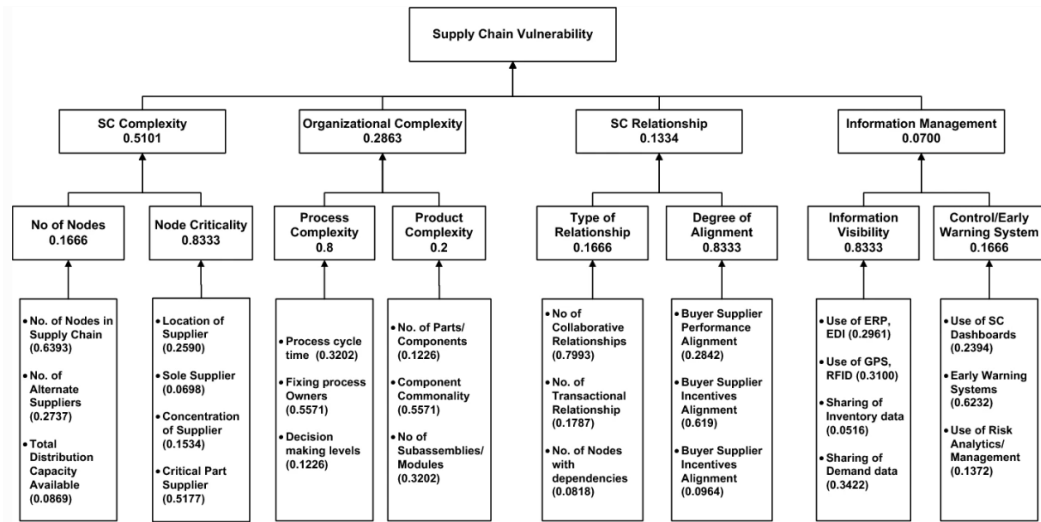 Supply Chain Vulnerability
SC Complexity
0.5101
Organizational Complexity
0.2863
SC Relationship
0.1334
Information Management
0.0700
No of Nodes
0.1666
Node Criticality
0.8333
Process
Complexity
0.8
Product
Complexity
0.2
Type of
Relationship
0.1666
Degree of
Alignment
0.8333
Information
Visibility
0.8333
Control/Early
Warning System
0.1666
• No. of Nodes in
Supply Chain
(0.6393)
• No. of
Alternate
Suppliers
(0.2737)
• Total
Distribution
Capacity
Available
(0.0869)
• Location of
Supplier
(0.2590)
• Sole Supplier
(0.0698)
• Concentration
of Supplier
(0.1534)
• Critical Part
Supplier
(0.5177)
• Process cycle
time (0.3202)
• Fixing process
Owners
(0.5571)
• Decision
making levels
(0.1226)
• No. of Parts/
Components
(0.1226)
• Component
Commonality
(0.5571)
• No of
Subassemblies/
Modules
(0.3202)
• No of
Collaborative
Relationships
(0.7993)
• No. of
Transactional
Relationship
(0.1787)
• No. of Nodes
with
dependencies
(0.0818)
• Buyer Supplier
Performance
Alignment
(0.2842)
• Buyer Supplier
Incentives
Alignment
(0.619)
• Buyer Supplier
Incentives
Alignment
(0.0964)
• Use of ERP,
EDI (0.2961)
• Use of GPS,
RFID (0.3100)
• Sharing of
Inventory data
(0.0516)
• Sharing of
Demand data
(0.3422)
• Use of SC
Dashboards
(0.2394)
• Early Warning
Systems
(0.6232)
• Use of Risk
Analytics/
Management
(0.1372)